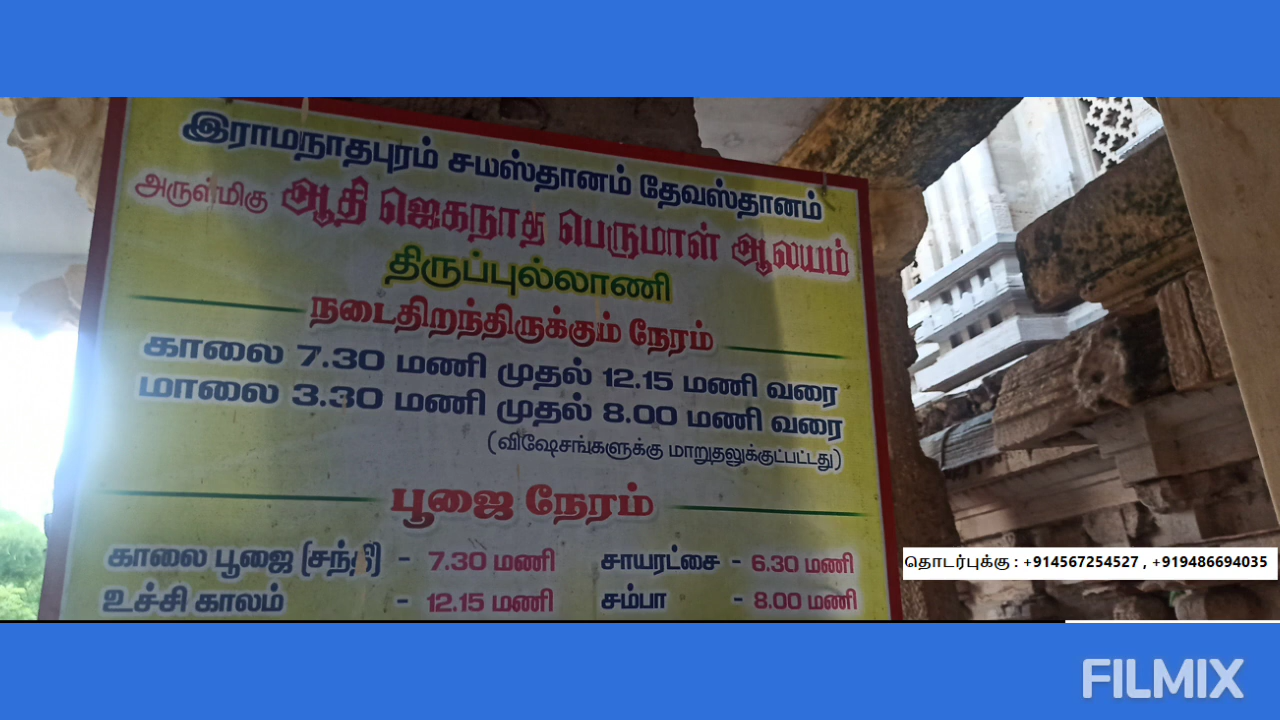 இராமநாதபுரம் சமஸ்தானம் தேவஸ்தானம்
அருள்மிகு ஆதி ஜெகநாத பெருமாள் ஆலயம்
திருப்புல்லாணி
நடைதிறந்திருக்கும் நேரம்
காலை 7.30 மணி முதல் 12.15 மணி வரை
மாலை 3.30 மணி முதல் 8.00 மணி வரை
(விஷேசங்களுக்கு மாறுதலுக்குட்பட்டது)
பூஜை நேரம்
காலை பூஜை (சந்தி) - 7.30 மணி சாயரட்சை - 6.30 மணி
உச்சி காலம் - 12.15 மணி சம்பா - 8.00 மணி
தொடர்புக்கு : +914567254527 , +919486694035
FILMIX